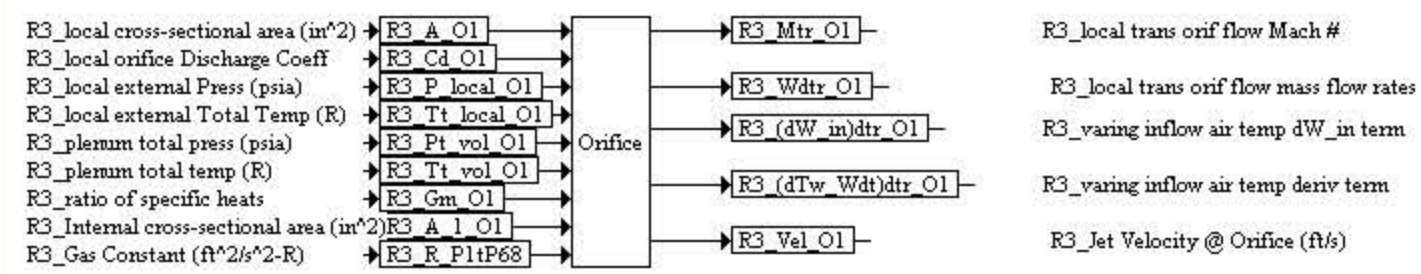 R3_local cross-sectional area (in^2) R3_A_O1 R3_Mtr_O1 R3_local trans orif flow Mach #
R3_local orifice Discharge Coeff R3_Cd_O1
R3_local external Press (psia) R3_P_local_O1 R3_Wdtr_O1 R3_local trans orif flow mass flow rates
R3_local external Total Temp (R) R3_Tt_local_O1 R3_(dW_in)dtr_O1 R3_varing inflow air temp dW_in term
R3_plenum total press (psia) R3_Pt_vol_O1 Orifice
R3_plenum total temp (R) R3_Tt_vol_O1 R3_(dTw_Wdt)dtr_O1 R3_varing inflow air temp deriv term
R3_ratio of specific heats R3_Gm_O1
R3_Internal cross-sectional area (in^2) R3_A_1_O1 R3_Vel_O1 R3_Jet Velocity @ Orifice (ft/s)
R3_Gas Constant (ft^2/s^2-R) R3_R_P1tP68